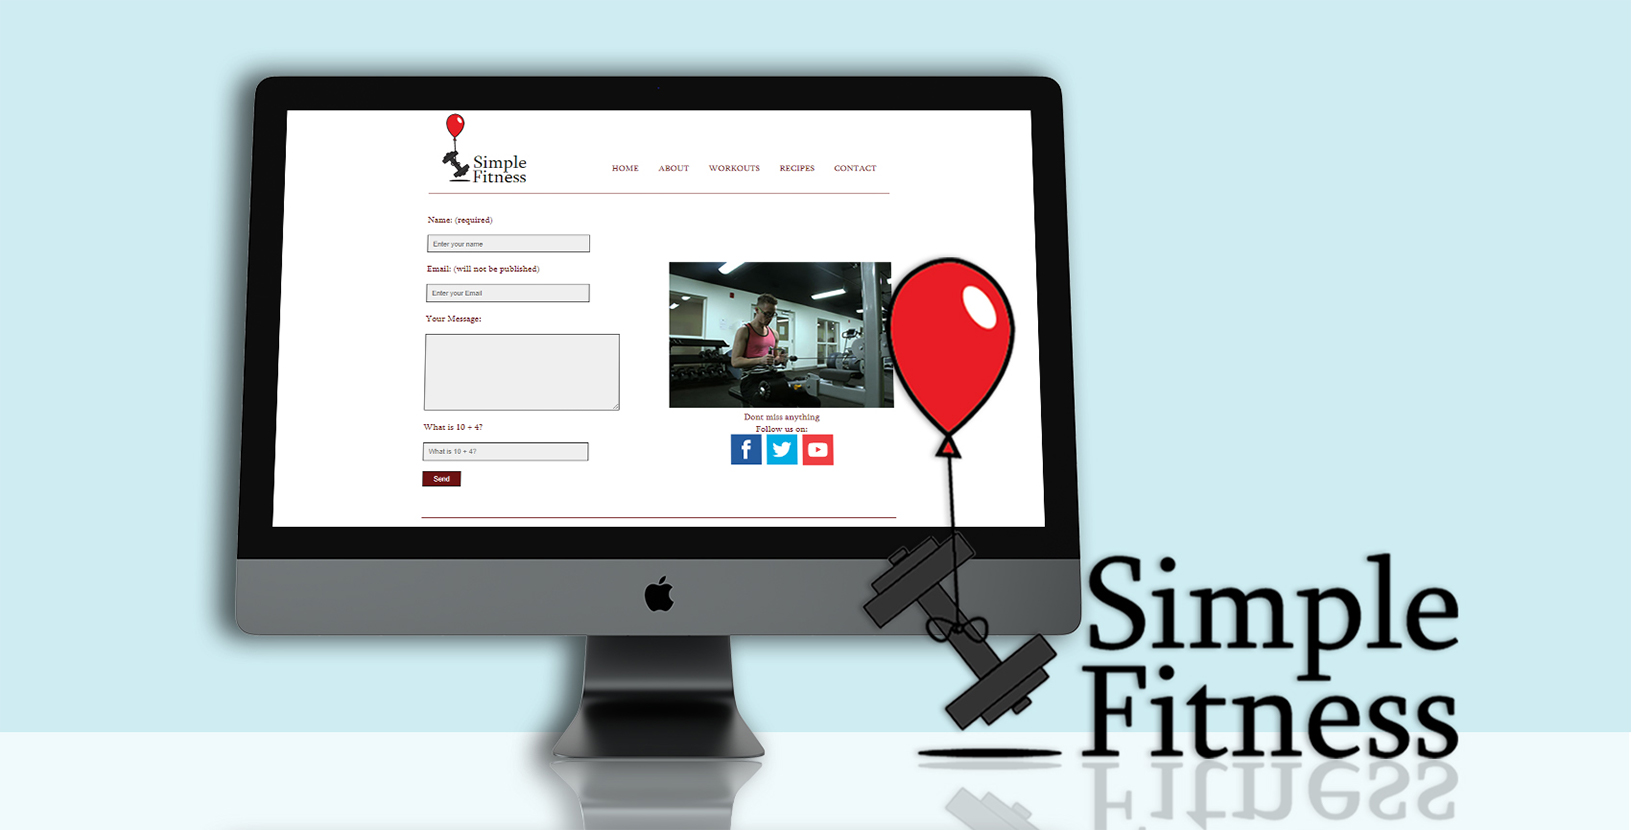 Simple
Fitness
HOME ABOUT WORKOUTS RECIPES CONTACT
Name: (required)
Enter your name
Email: (will not be published)
Enter your Email
Your Message:
What is 10 + 4?
What is 10 + 4?
Send
Dont miss anything
Follow us on:
Simple
Fitness